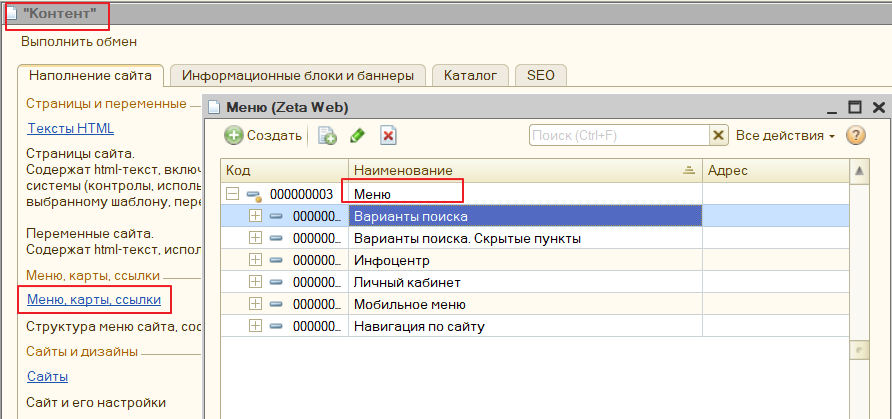 "Контент"
Выполнить обмен
Наполнение сайта
Информационные блоки и баннеры
Каталог
SEO
Страницы и переменные
Тексты HTML
Страницы сайта.
Содержат html-текст, включ
системы (контролы, исполь
выбранному шаблону, пере
Переменные сайта.
Содержат html-текст, испол
Меню, карты, ссылки
Меню, карты, ссылки
Структура меню сайта, соо
Сайты и дизайны
Сайты
Сайт и его настройки
Меню (Zeta Web)
Создать
Поиск (Ctrl+F)
Все действия
Код Наименование Адрес
000000003 Меню
000000... Варианты поиска
000000... Варианты поиска. Скрытые пункты
000000... Инфоцентр
000000... Личный кабинет
000000... Мобильное меню
000000... Навигация по сайту